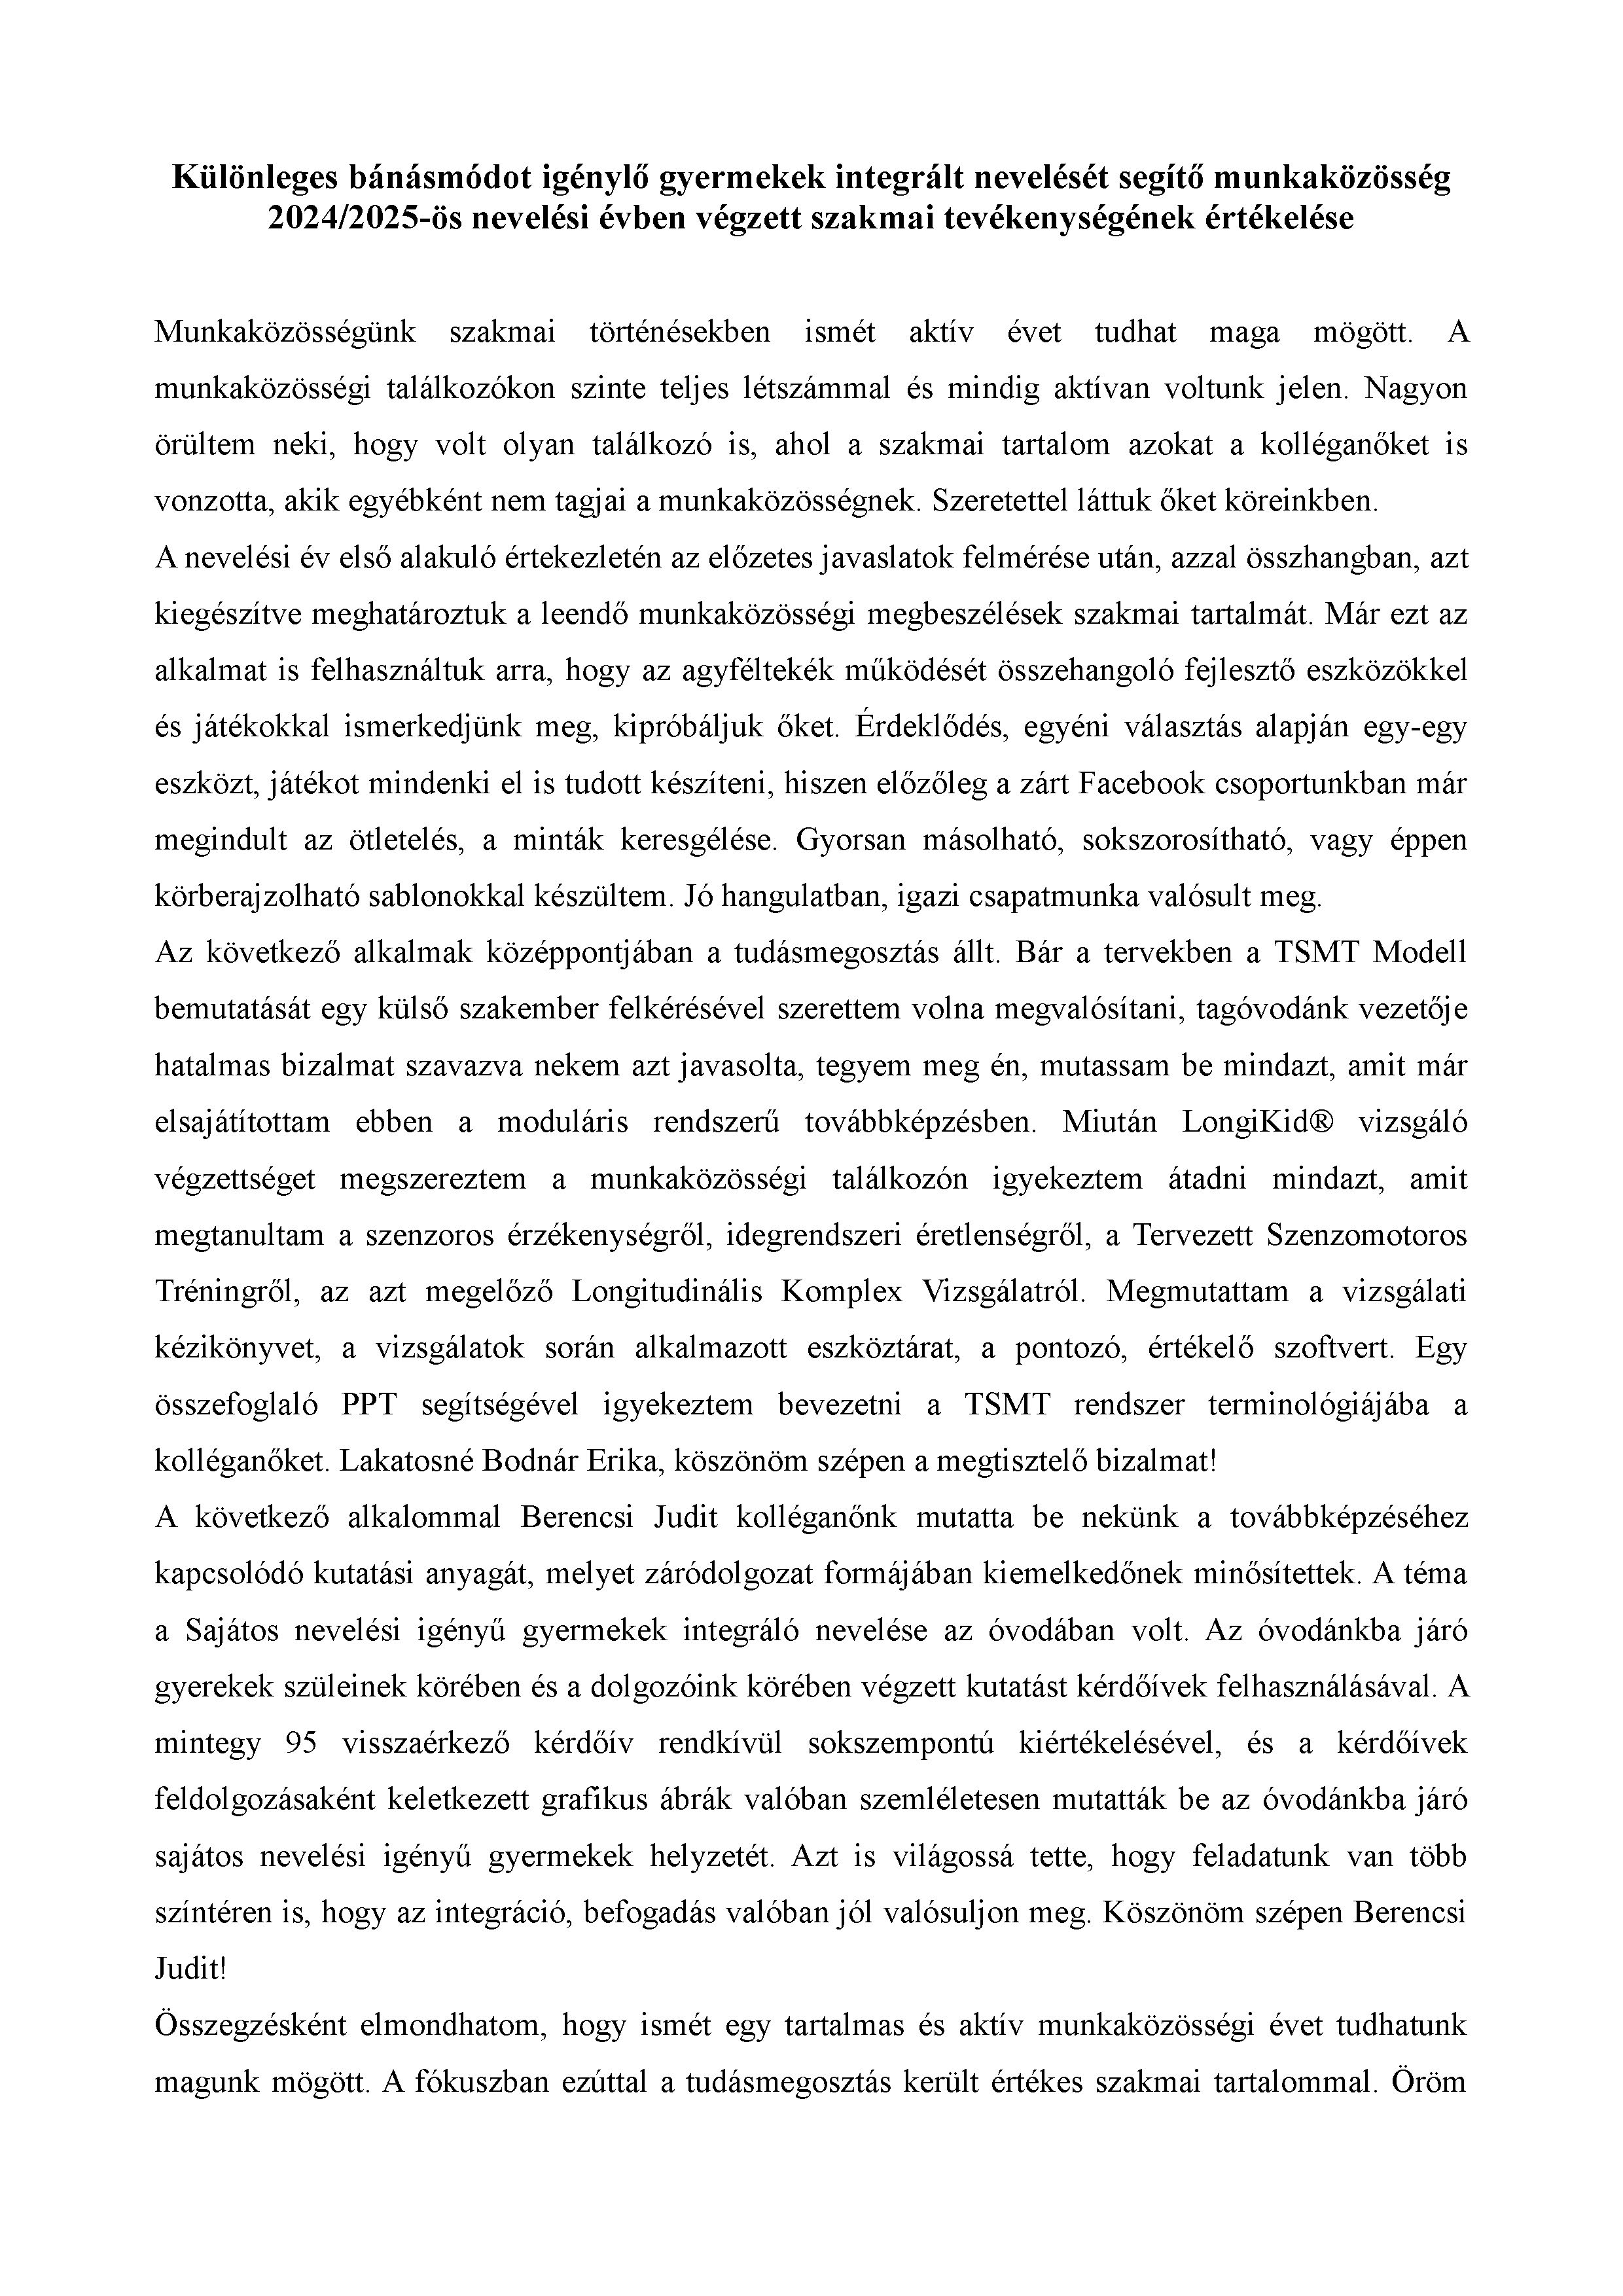 Különleges bánásmódot igénylő gyermekek integrált nevelését segítő munkaközösség
2024/2025-ös nevelési évben végzett szakmai tevékenységének értékelése
Munkaközösségünk szakmai történésekben ismét aktív évet tudhat maga mögött. A
munkaközösségi találkozókon szinte teljes létszámmal és mindig aktívan voltunk jelen. Nagyon
örültem neki, hogy volt olyan találkozó is, ahol a szakmai tartalom azokat a kolléganőket is
vonzotta, akik egyébként nem tagjai a munkaközösségnek. Szeretettel láttuk őket köreinkben.
A nevelési év első alakuló értekezletén az előzetes javaslatok felmérése után, azzal összhangban, azt
kiegészítve meghatároztuk a leendő munkaközösségi megbeszélések szakmai tartalmát. Már ezt az
alkalmat is felhasználtuk arra, hogy az agyféltekék működését összehangoló fejlesztő eszközökkel
és játékokkal ismerkedjünk meg, kipróbáljuk őket. Érdeklődés, egyéni választás alapján egy-egy
eszközt, játékot mindenki el is tudott készíteni, hiszen előzőleg a zárt Facebook csoportunkban már
megindult az ötletelés, a minták keresgélése. Gyorsan másolható, sokszorosítható, vagy éppen
körberajzolható sablonokkal készültem. Jó hangulatban, igazi csapatmunka valósult meg.
Az következő alkalmak középpontjában a tudásmegosztás állt. Bár a tervekben a TSMT Modell
bemutatását egy külső szakember felkérésével szerettem volna megvalósítani, tagóvodánk vezetője
hatalmas bizalmat szavazva nekem azt javasolta, tegyem meg én, mutassam be mindazt, amit már
elsajátítottam ebben a moduláris rendszerű továbbképzésben. Miután LongiKid® vizsgáló
végzettséget megszereztem a munkaközösségi találkozón igyekeztem átadni mindazt, amit
megtanultam a szenzoros érzékenységről, idegrendszeri éretlenségről, a Tervezett Szenzomotoros
Tréningről, az azt megelőző Longitudinális Komplex Vizsgálatról. Megmutattam a vizsgálati
kézikönyvet, a vizsgálatok során alkalmazott eszköztárat, a pontozó, értékelő szoftvert. Egy
összefoglaló PPT segítségével igyekeztem bevezetni a TSMT rendszer terminológiájába a
kolléganőket. Lakatosné Bodnár Erika, köszönöm szépen a megtisztelő bizalmat!
A következő alkalommal Berencsi Judit kolléganőnk mutatta be nekünk a továbbképzéséhez
kapcsolódó kutatási anyagát, melyet záródolgozat formájában kiemelkedőnek minősítettek. A téma
a Sajátos nevelési igényű gyermekek integráló nevelése az óvodában volt. Az óvodánkba járó
gyerekek szüleinek körében és a dolgozóink körében végzett kutatást kérdőívek felhasználásával. A
mintegy 95 visszaérkező kérdőív rendkívül sokszempontú kiértékelésével, és a kérdőívek
feldolgozásaként keletkezett grafikus ábrák valóban szemléletesen mutatták be az óvodánkba járó
sajátos nevelési igényű gyermekek helyzetét. Azt is világossá tette, hogy feladatunk van több
színtéren is, hogy az integráció, befogadás valóban jól valósuljon meg. Köszönöm szépen Berencsi
Judit!
Összegzésként elmondhatom, hogy ismét egy tartalmas és aktív munkaközösségi évet tudhatunk
magunk mögött. A fókuszban ezúttal a tudásmegosztás került értékes szakmai tartalommal. Öröm